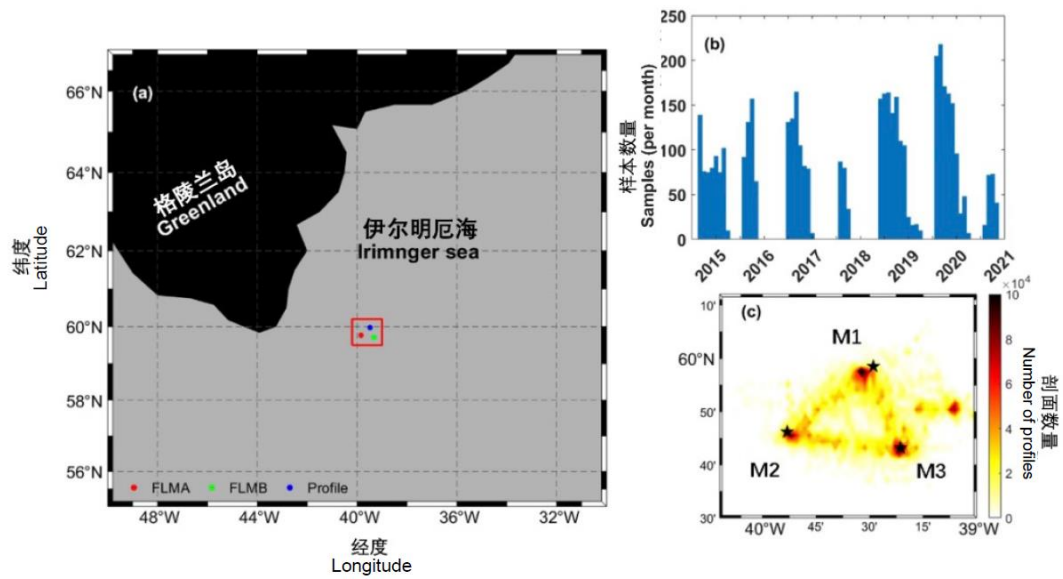 (a)
66°N
64°N
62°N
60°N
58°N
56°N
格陵兰岛
Greenland
伊尔明厄海
Irimnger sea
纬度
Latitude
FLMA FLMB Profile
48°W 44°W 40°W 36°W 32°W
经度
Longitude
(b)
250
200
150
100
50
0
样本数量
Samples (per month)
2015 2016 2017 2018 2019 2020 2021
(c)
10'
60°N
50'
40'
30'
M1
M2
M3
40°W 45' 30' 15' 39°W
×10⁴
10
8
6
4
2
0
Number of profiles
剖面数量